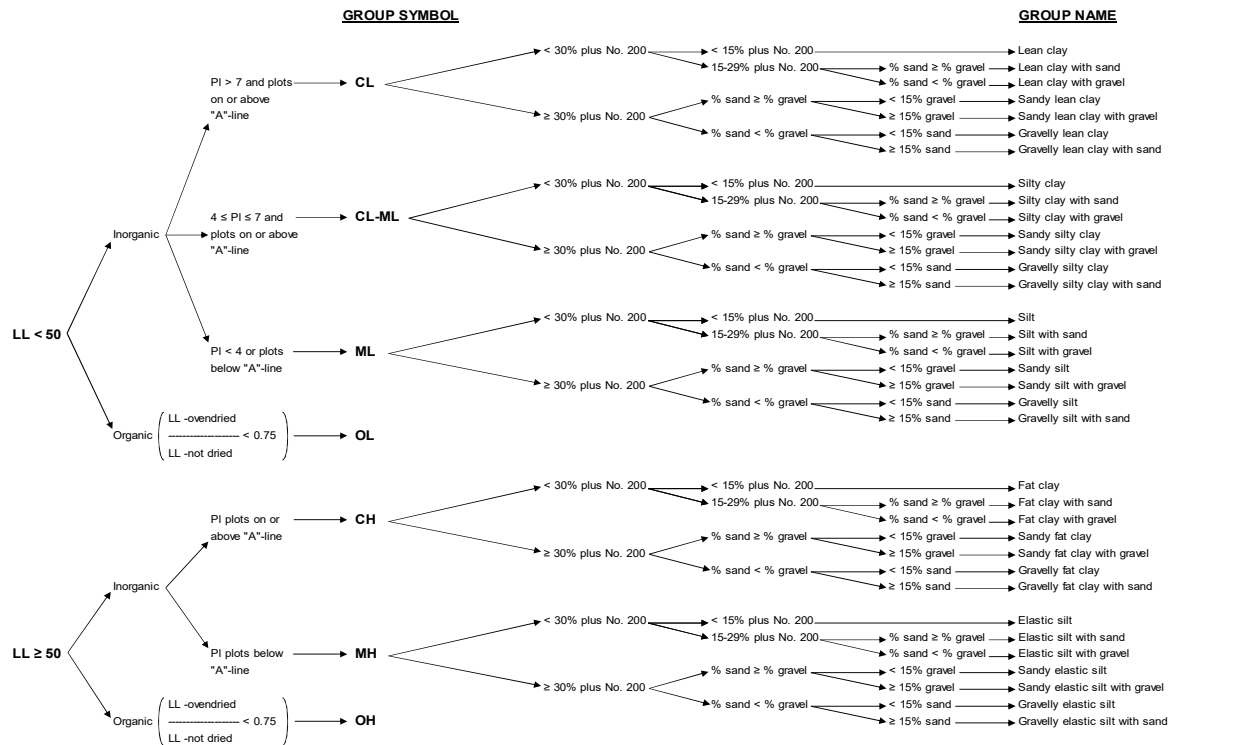 GROUP SYMBOL GROUP NAME
< 30% plus No. 200 < 15% plus No. 200 Lean clay
15-29% plus No. 200 % sand ≥ % gravel Lean clay with sand
PI > 7 and plots CL % sand < % gravel Lean clay with gravel
on or above % sand ≥ % gravel < 15% gravel Sandy lean clay
"A"-line ≥ 30% plus No. 200 ≥ 15% gravel Sandy lean clay with gravel
% sand < % gravel < 15% sand Gravelly lean clay
≥ 15% sand Gravelly lean clay with sand
< 30% plus No. 200 < 15% plus No. 200 Silty clay
15-29% plus No. 200 % sand ≥ % gravel Silty clay with sand
4 ≤ PI ≤ 7 and CL-ML % sand < % gravel Silty clay with gravel
Inorganic plots on or above % sand ≥ % gravel < 15% gravel Sandy silty clay
"A"-line ≥ 30% plus No. 200 ≥ 15% gravel Sandy silty clay with gravel
% sand < % gravel < 15% sand Gravelly silty clay
≥ 15% sand Gravelly silty clay with sand
< 30% plus No. 200 < 15% plus No. 200 Silt
LL < 50 15-29% plus No. 200 % sand ≥ % gravel Silt with sand
PI < 4 or plots ML % sand < % gravel Silt with gravel
below "A"-line % sand ≥ % gravel < 15% gravel Sandy silt
≥ 30% plus No. 200 ≥ 15% gravel Sandy silt with gravel
% sand < % gravel < 15% sand Gravelly silt
LL -ovendried ≥ 15% sand Gravelly silt with sand
Organic -------------------- < 0.75 OL
LL -not dried
< 30% plus No. 200 < 15% plus No. 200 Fat clay
15-29% plus No. 200 % sand ≥ % gravel Fat clay with sand
PI plots on or CH % sand < % gravel Fat clay with gravel
above "A"-line % sand ≥ % gravel < 15% gravel Sandy fat clay
≥ 30% plus No. 200 ≥ 15% gravel Sandy fat clay with gravel
% sand < % gravel < 15% sand Gravelly fat clay
Inorganic ≥ 15% sand Gravelly fat clay with sand
< 30% plus No. 200 < 15% plus No. 200 Elastic silt
15-29% plus No. 200 % sand ≥ % gravel Elastic silt with sand
LL ≥ 50 PI plots below MH % sand < % gravel Elastic silt with gravel
"A"-line % sand ≥ % gravel < 15% gravel Sandy elastic silt
≥ 30% plus No. 200 ≥ 15% gravel Sandy elastic silt with gravel
LL -ovendried % sand < % gravel < 15% sand Gravelly elastic silt
Organic -------------------- < 0.75 OH ≥ 15% sand Gravelly elastic silt with sand
LL -not dried